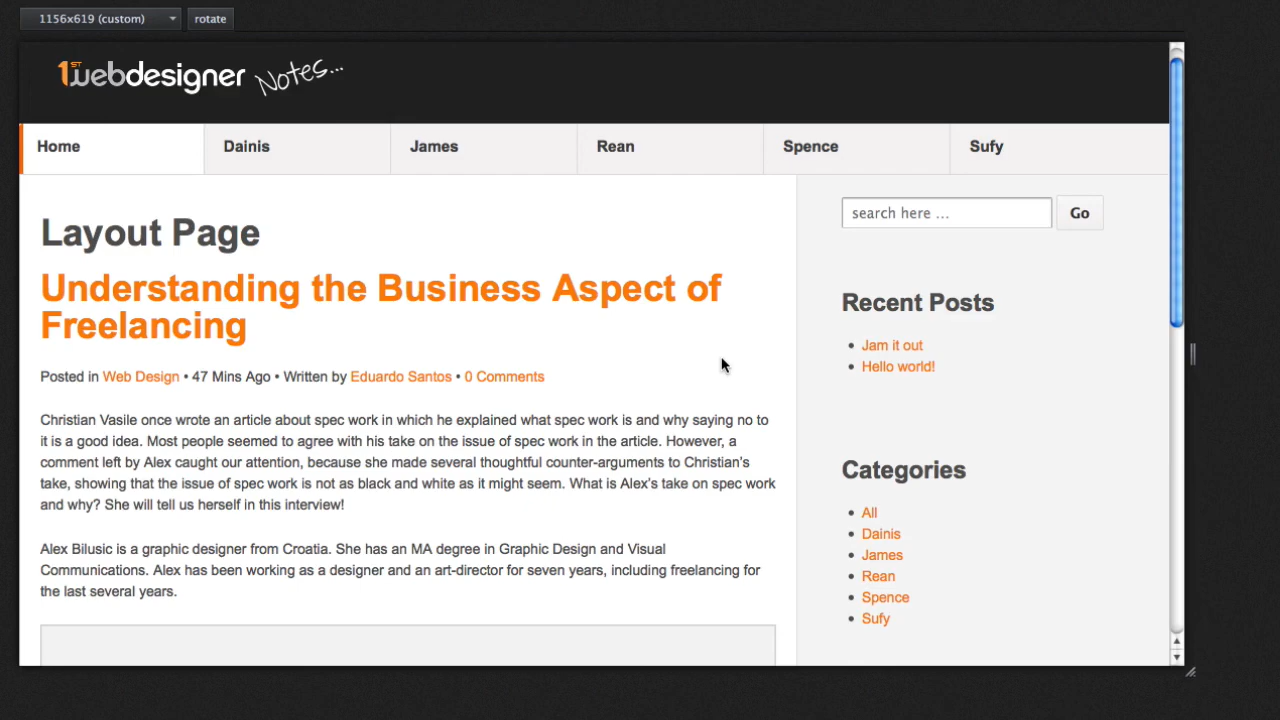 1156x619 (custom) rotate
1ST webdesigner Notes...
Home Dainis James Rean Spence Sufy
Layout Page
Understanding the Business Aspect of
Freelancing
Posted in Web Design • 47 Mins Ago • Written by Eduardo Santos • 0 Comments
Christian Vasile once wrote an article about spec work in which he explained what spec work is and why saying no to
it is a good idea. Most people seemed to agree with his take on the issue of spec work in the article. However, a
comment left by Alex caught our attention, because she made several thoughtful counter-arguments to Christian's
take, showing that the issue of spec work is not as black and white as it might seem. What is Alex's take on spec work
and why? She will tell us herself in this interview!
Alex Bilusic is a graphic designer from Croatia. She has an MA degree in Graphic Design and Visual
Communications. Alex has been working as a designer and an art-director for seven years, including freelancing for
the last several years.
search here ... Go
Recent Posts
• Jam it out
• Hello world!
Categories
• All
• Dainis
• James
• Rean
• Spence
• Sufy